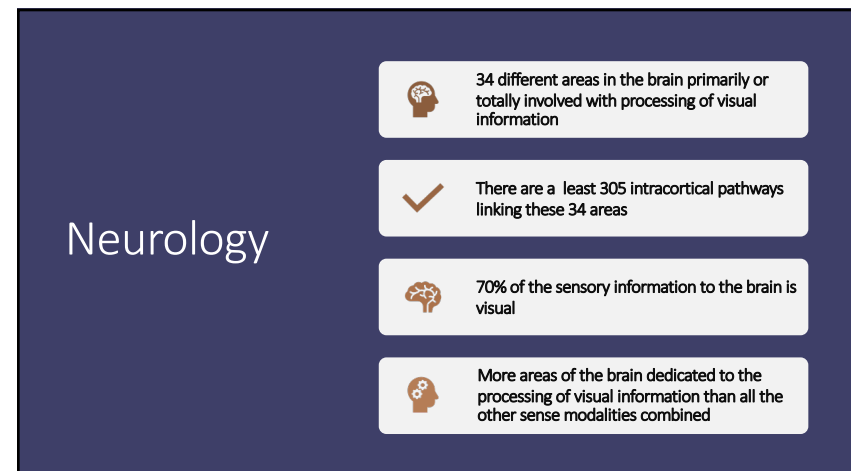 Neurology
34 different areas in the brain primarily or
totally involved with processing of visual
information
There are a least 305 intracortical pathways
linking these 34 areas
70% of the sensory information to the brain is
visual
More areas of the brain dedicated to the
processing of visual information than all the
other sense modalities combined